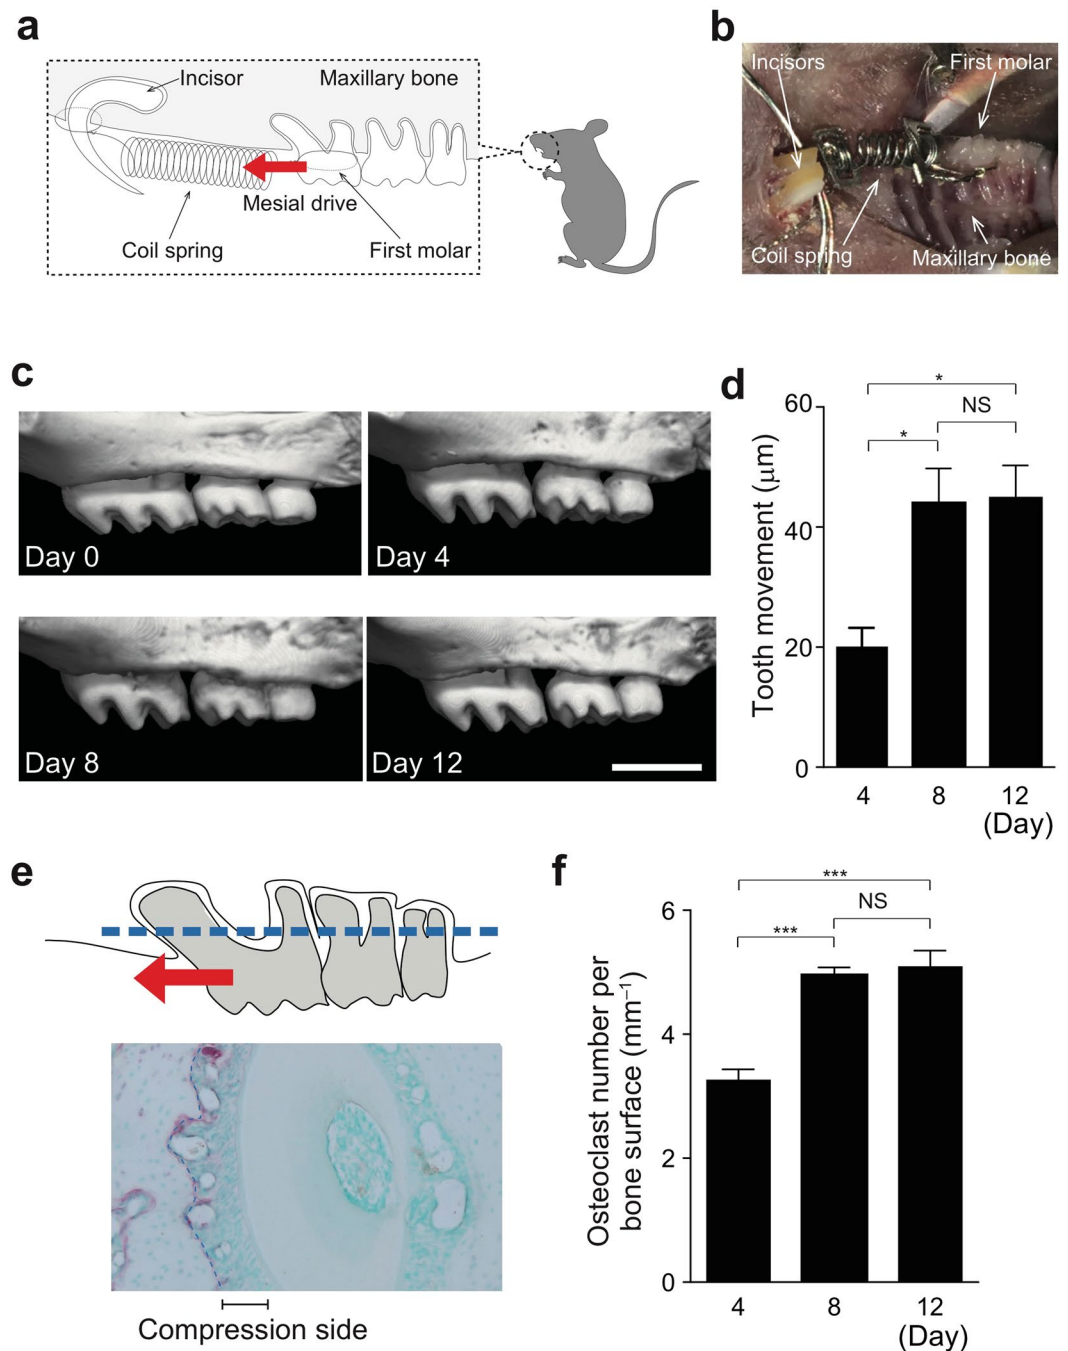 a
Incisor
Maxillary bone
Mesial drive
Coil spring
First molar
b
Incisors
First molar
Coil spring
Maxillary bone
c
Day 0
Day 4
Day 8
Day 12
d
Tooth movement (μm)
60
40
20
0
*
NS
*
4
8
12
(Day)
e
Compression side
f
Osteoclast number per
bone surface (mm⁻¹)
6
4
2
0
***
NS
***
4
8
12
(Day)